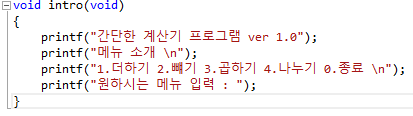 void intro(void)
{
printf("간단한 계산기 프로그램 ver 1.0");
printf("메뉴 소개 \n");
printf("1.더하기 2.빼기 3.곱하기 4.나누기 0.종료 \n");
printf("원하시는 메뉴 입력 : ");
}